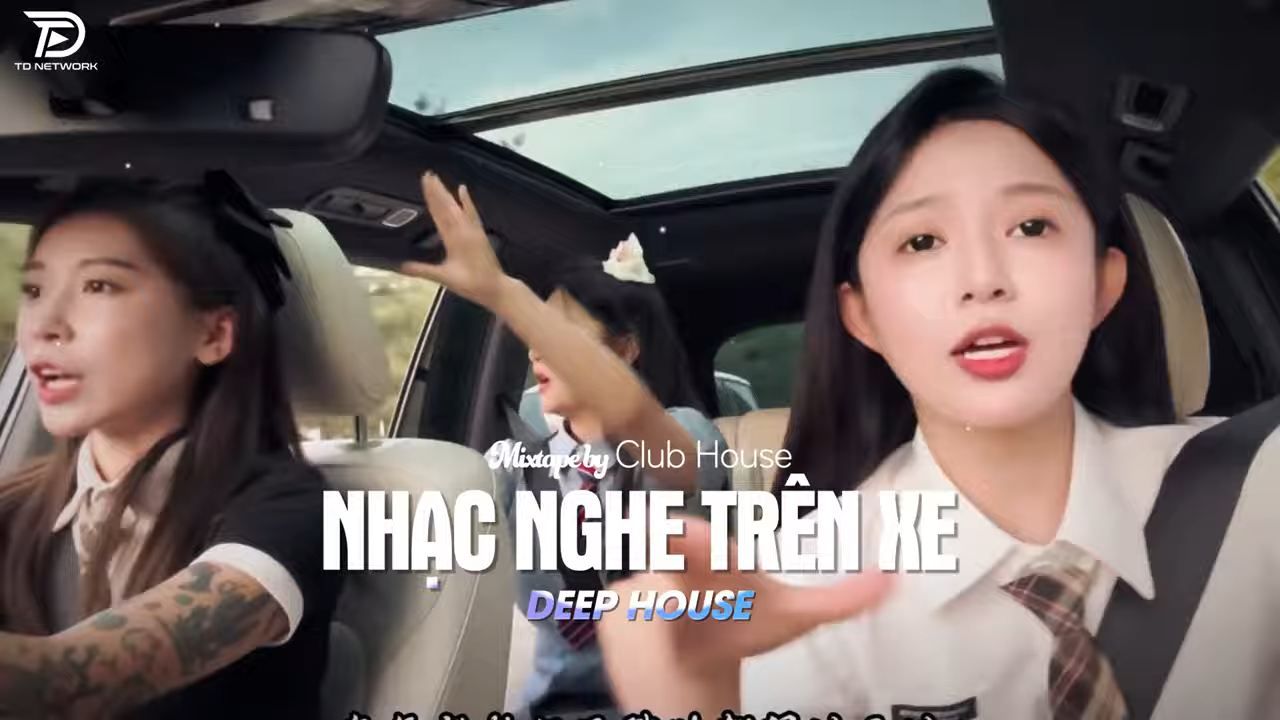 TD NETWORK
Mixtape by Club House
NHẠC NGHE TRÊN XE
DEEP HOUSE